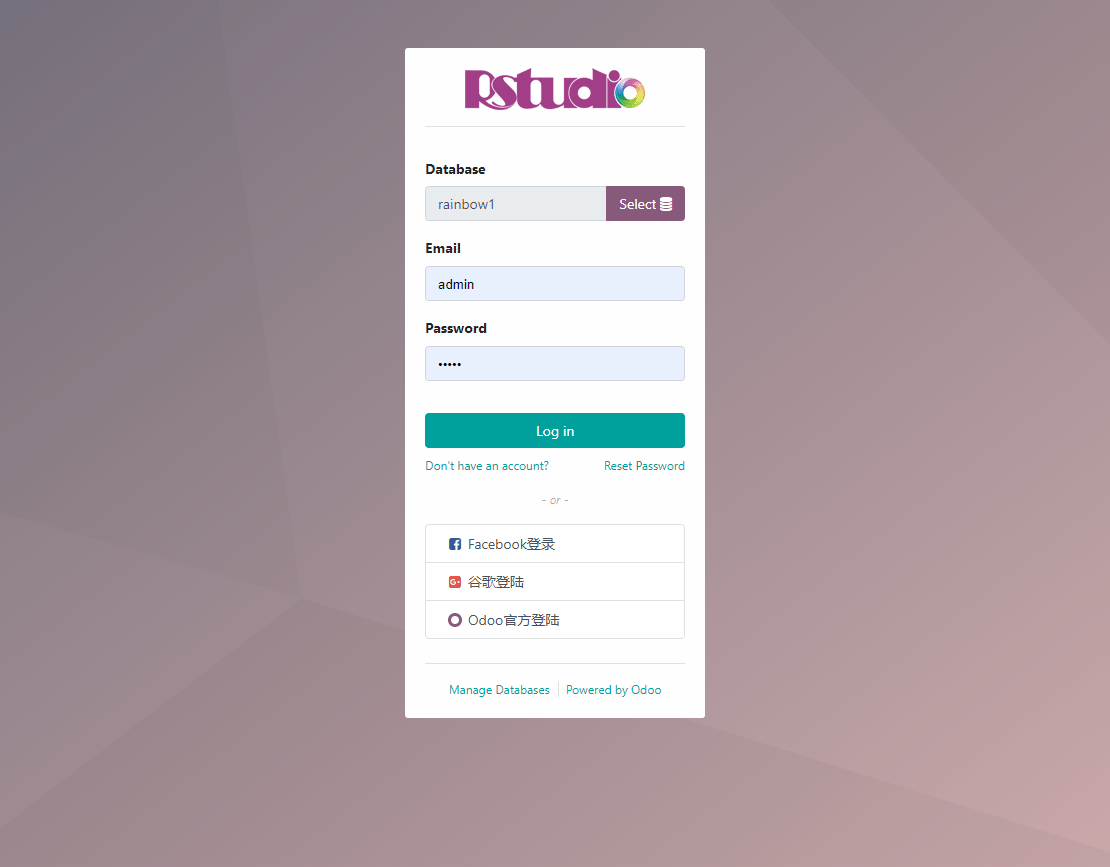 Rstudio
Database
rainbow1
Select
Email
admin
Password
•••••
Log in
Don't have an account?
Reset Password
- or -
Facebook登录
谷歌登陆
Odoo官方登陆
Manage Databases
Powered by Odoo